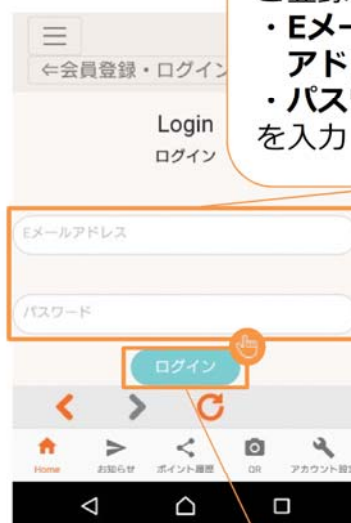 ・Eメー
アド
・パス
を入力
⇐会員登録・ログイン
Login
ログイン
Eメールアドレス
パスワード
ログイン
Home
お知らせ
ポイント履歴
QR
アカウント設